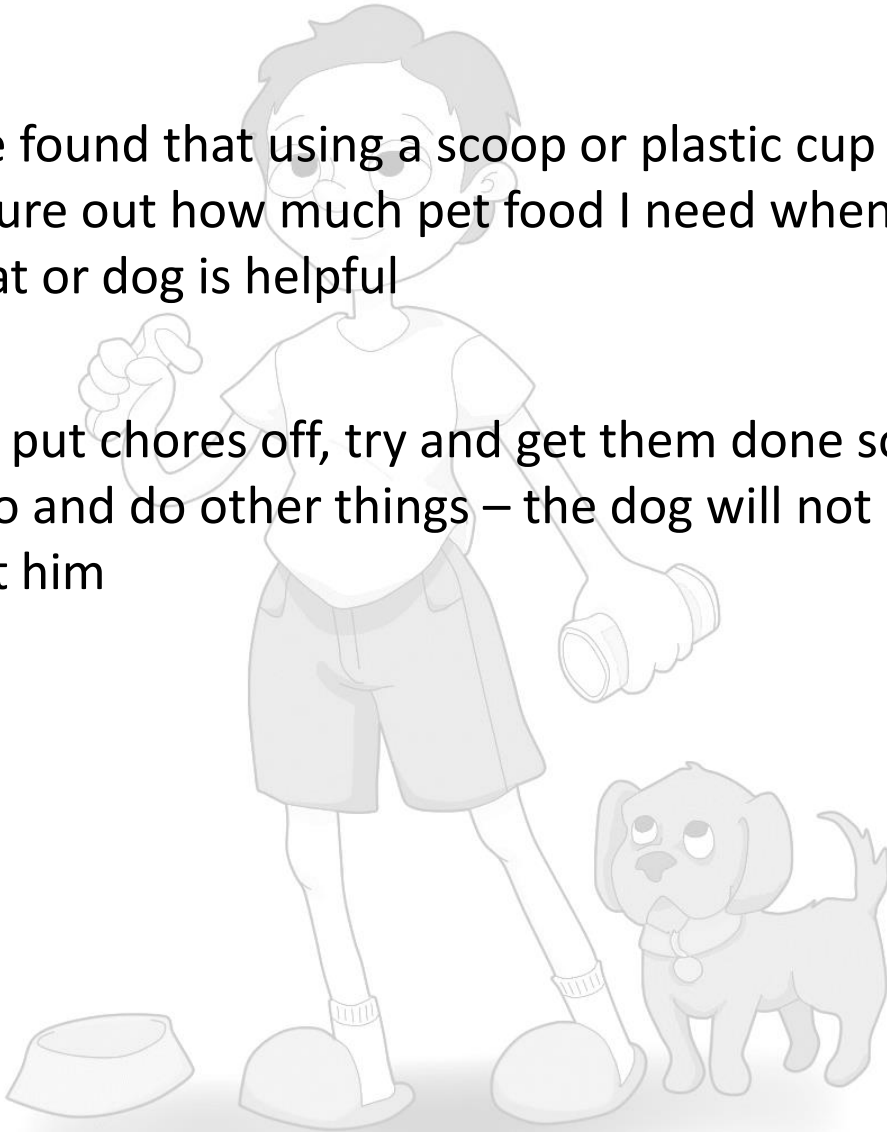 e found that using a scoop or plastic cup
ure out how much pet food I need when
at or dog is helpful
put chores off, try and get them done so
o and do other things – the dog will not
t him